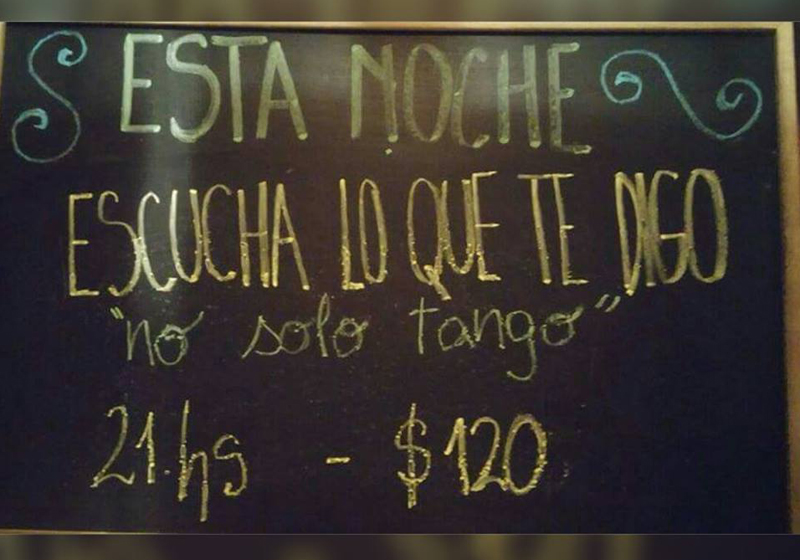 ESTA NOCHE
ESCUCHA LO QUE TE DIGO
"no solo tango"
21.hs - $120